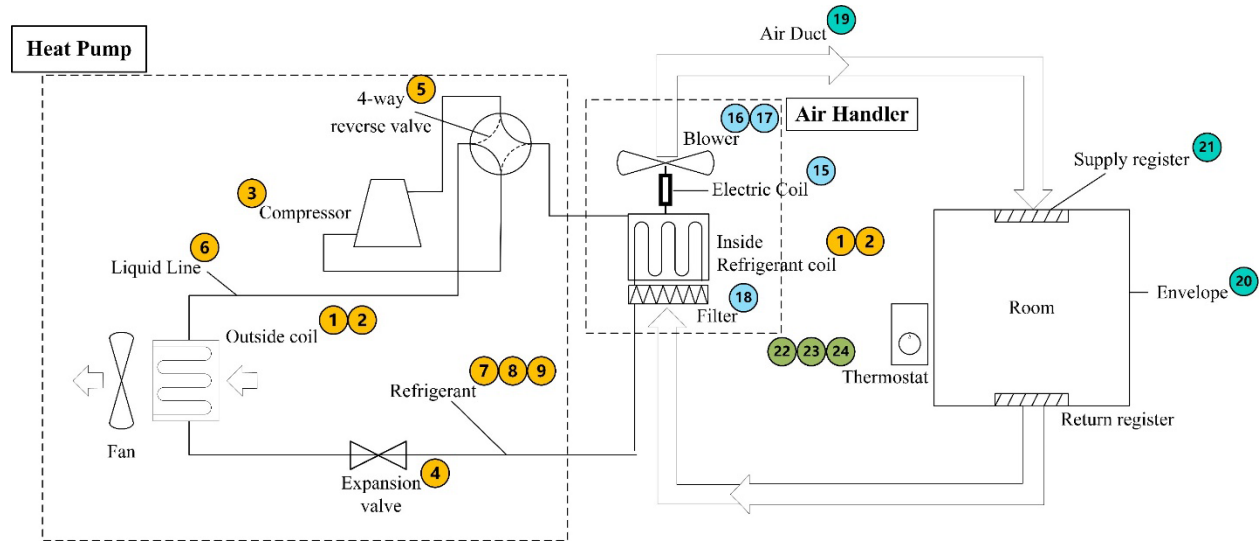 Heat Pump
4-way 5
reverse valve
3
Compressor
6
Liquid Line
Outside coil 1 2
Fan
Refrigerant 7 8 9
Expansion 4
valve
Air Duct 19
16 17
Blower
Air Handler
Electric Coil 15
Inside
Refrigerant coil 1 2
18
Filter
22 23 24
Thermostat
Supply register 21
Room
Envelope 20
Return register